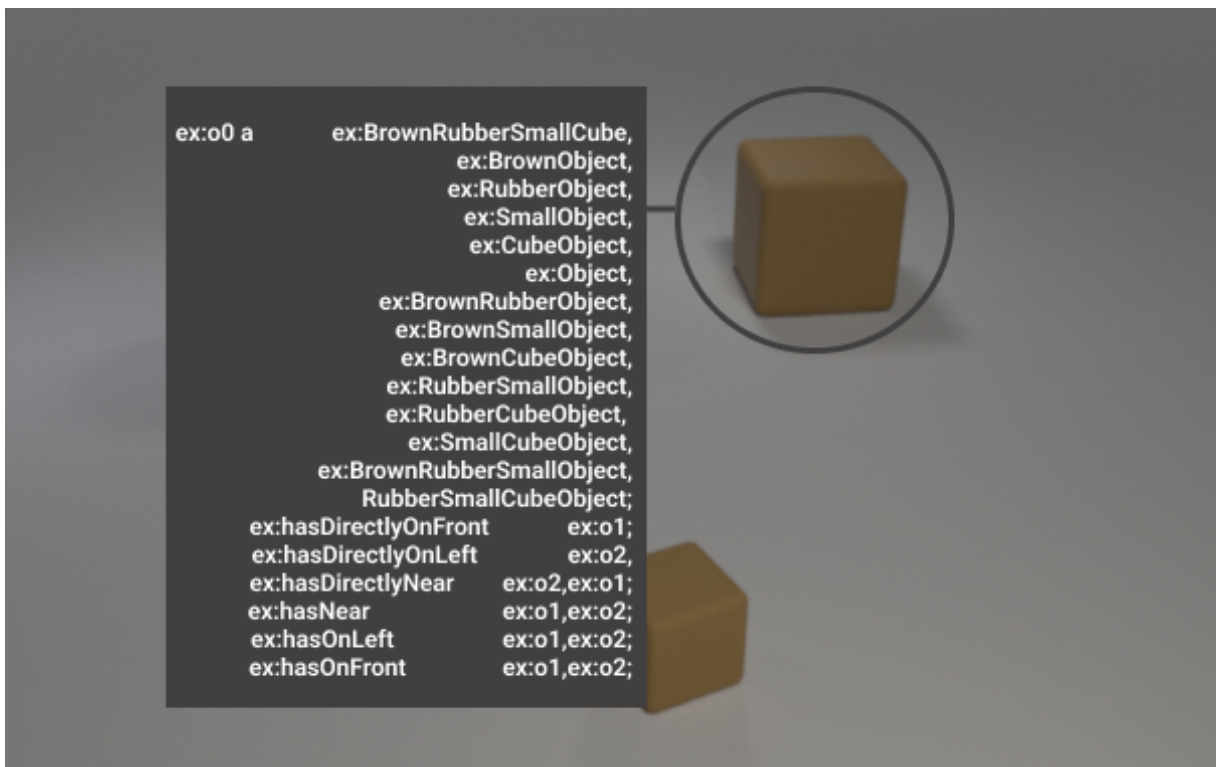 ex:o0 a ex:BrownRubberSmallCube,
ex:BrownObject,
ex:RubberObject,
ex:SmallObject,
ex:CubeObject,
ex:Object,
ex:BrownRubberObject,
ex:BrownSmallObject,
ex:BrownCubeObject,
ex:RubberSmallObject,
ex:RubberCubeObject,
ex:SmallCubeObject,
ex:BrownRubberSmallObject,
RubberSmallCubeObject;
ex:hasDirectlyOnFront ex:o1;
ex:hasDirectlyOnLeft ex:o2,
ex:hasDirectlyNear ex:o2,ex:o1;
ex:hasNear ex:o1,ex:o2;
ex:hasOnLeft ex:o1,ex:o2;
ex:hasOnFront ex:o1,ex:o2;